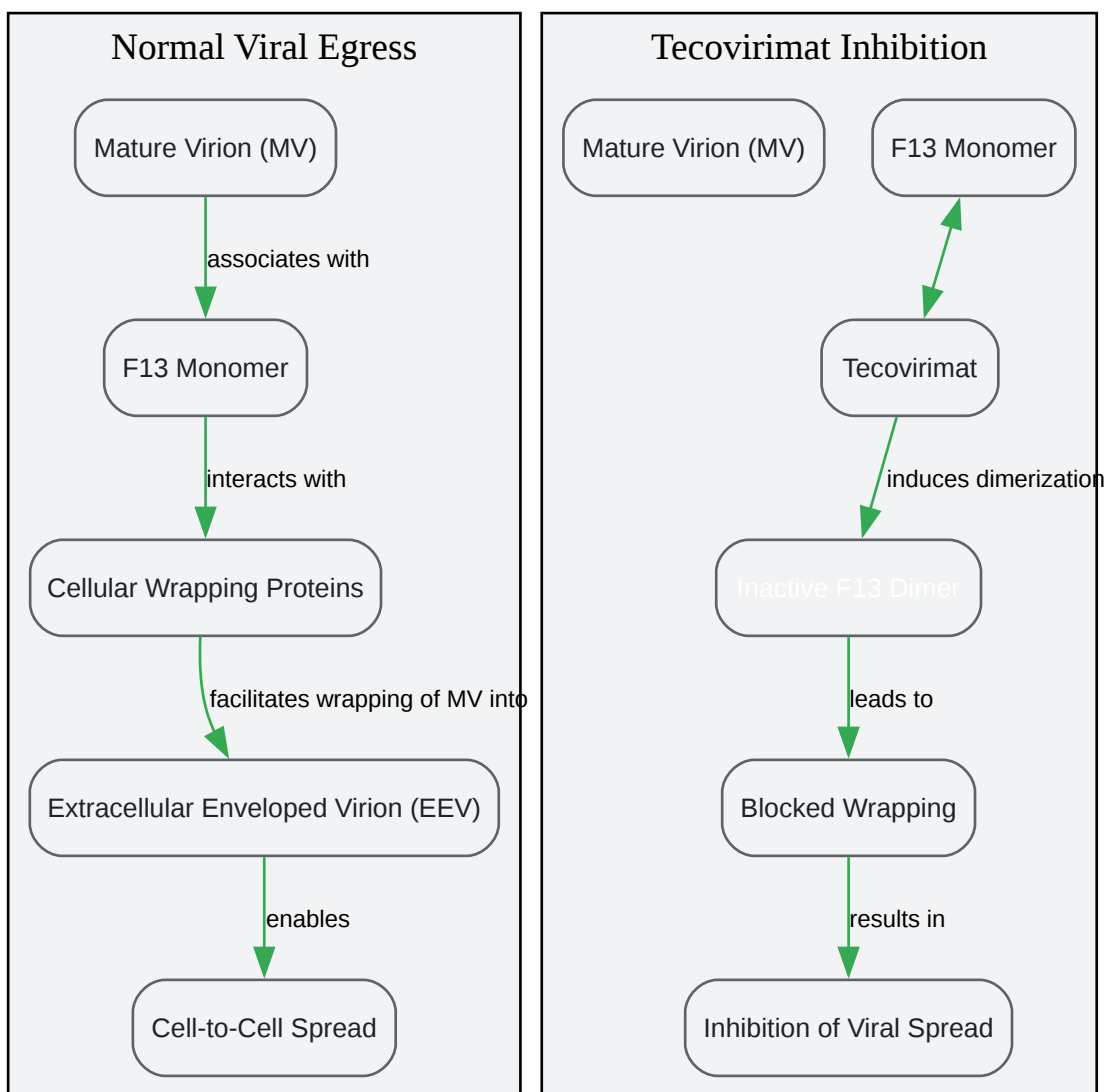 Normal Viral Egress
Mature Virion (MV)
associates with
F13 Monomer
interacts with
Cellular Wrapping Proteins
facilitates wrapping of MV into
Extracellular Enveloped Virion (EEV)
enables
Cell-to-Cell Spread
Tecovirimat Inhibition
Mature Virion (MV)
F13 Monomer
Tecovirimat
induces dimerization
Inactive F13 Dimer
leads to
Blocked Wrapping
results in
Inhibition of Viral Spread